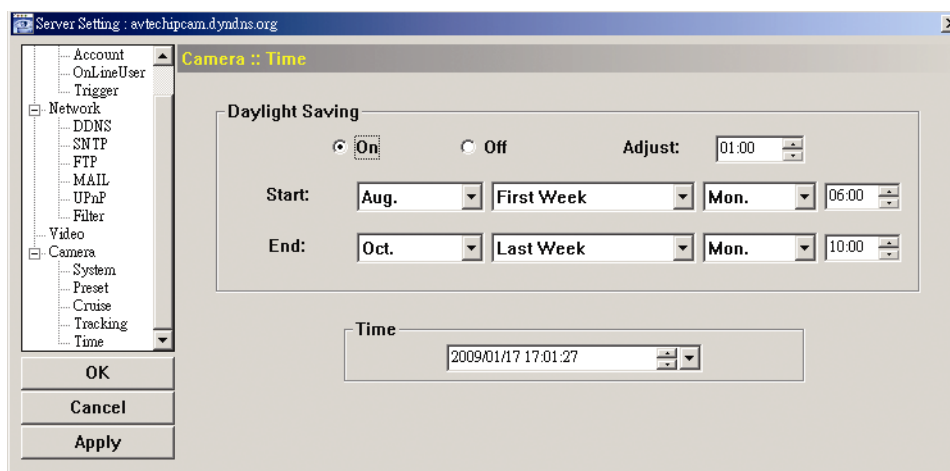 Server Setting : avtechipcam.dyndns.org
Account
OnLineUser
Trigger
Network
DDNS
SNTP
FTP
MAIL
UPnP
Filter
Video
Camera
System
Preset
Cruise
Tracking
Time
OK
Cancel
Apply
Camera :: Time
Daylight Saving
On Off Adjust: 01:00
Start: Aug. First Week Mon. 06:00
End: Oct. Last Week Mon. 10:00
Time
2009/01/17 17:01:27